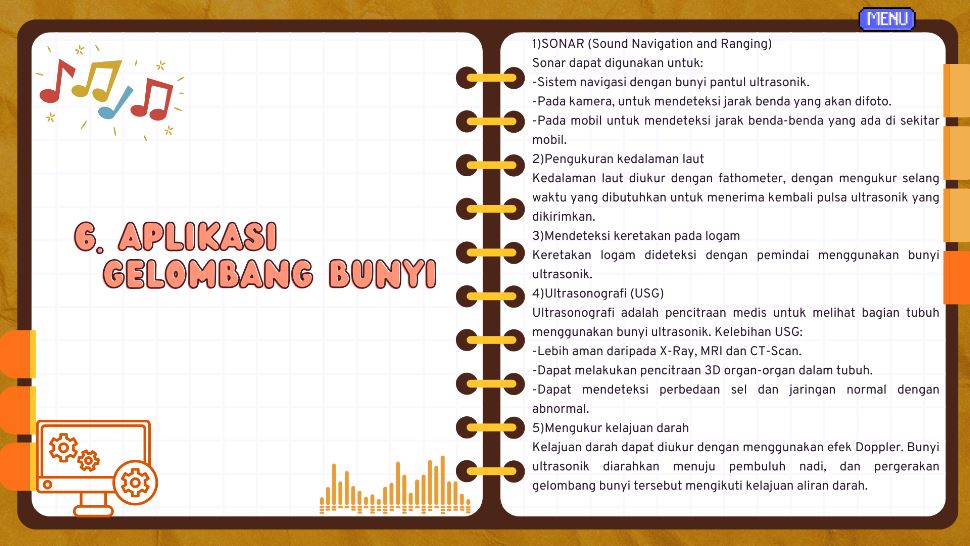 MENU
6. APLIKASI
GELOMBANG BUNYI
1)SONAR (Sound Navigation and Ranging)
Sonar dapat digunakan untuk:
-Sistem navigasi dengan bunyi pantul ultrasonik.
-Pada kamera, untuk mendeteksi jarak benda yang akan difoto.
-Pada mobil untuk mendeteksi jarak benda-benda yang ada di sekitar
mobil.
2)Pengukuran kedalaman laut
Kedalaman laut diukur dengan fathometer, dengan mengukur selang
waktu yang dibutuhkan untuk menerima kembali pulsa ultrasonik yang
dikirimkan.
3)Mendeteksi keretakan pada logam
Keretakan logam dideteksi dengan pemindai menggunakan bunyi
ultrasonik.
4)Ultrasonografi (USG)
Ultrasonografi adalah pencitraan medis untuk melihat bagian tubuh
menggunakan bunyi ultrasonik. Kelebihan USG:
-Lebih aman daripada X-Ray, MRI dan CT-Scan.
-Dapat melakukan pencitraan 3D organ-organ dalam tubuh.
-Dapat mendeteksi perbedaan sel dan jaringan normal dengan
abnormal.
5)Mengukur kelajuan darah
Kelajuan darah dapat diukur dengan menggunakan efek Doppler. Bunyi
ultrasonik diarahkan menuju pembuluh nadi, dan pergerakan
gelombang bunyi tersebut mengikuti kelajuan aliran darah.